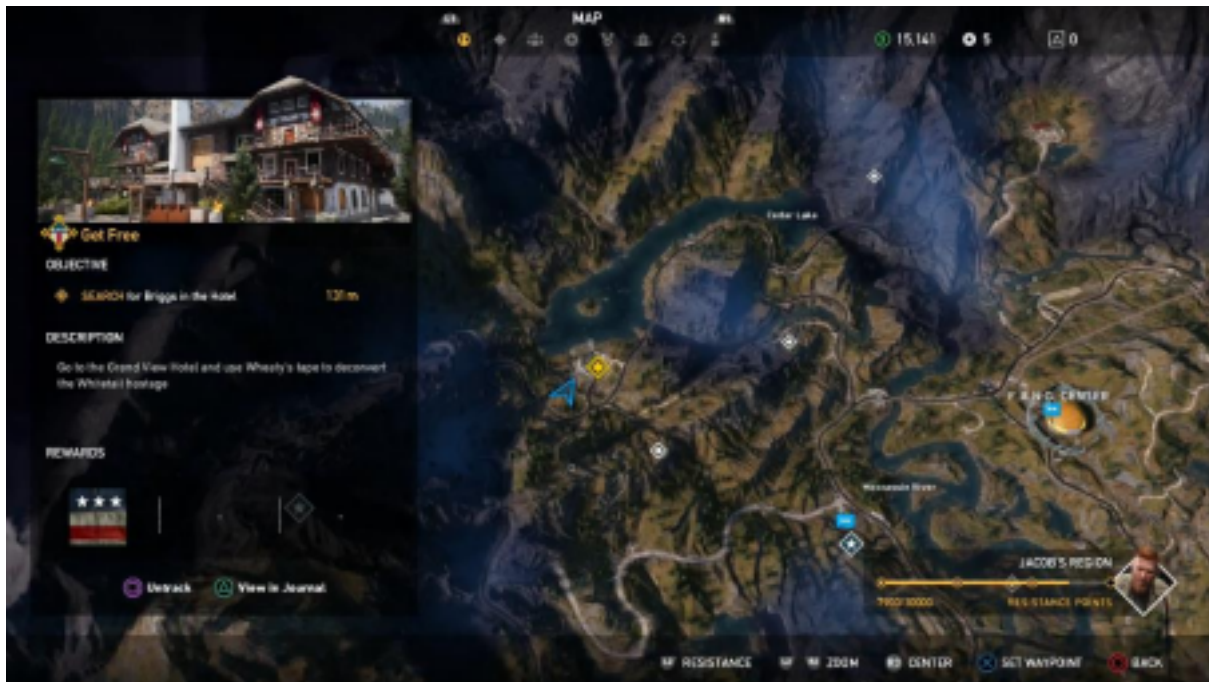 MAP
15,141 5 0
Get Free
OBJECTIVE
SEARCH for Briggs in the Hotel 131m
DESCRIPTION
Go to the Grand View Hotel and use Wheaty's tape to deconvert
the Whitetail hostage
REWARDS
Untrack View in Journal
Cedar Lake
F.A.N.G. CENTER
River
JACOB'S REGION
RESISTANCE POINTS
RESISTANCE ZOOM CENTER SET WAYPOINT BACK